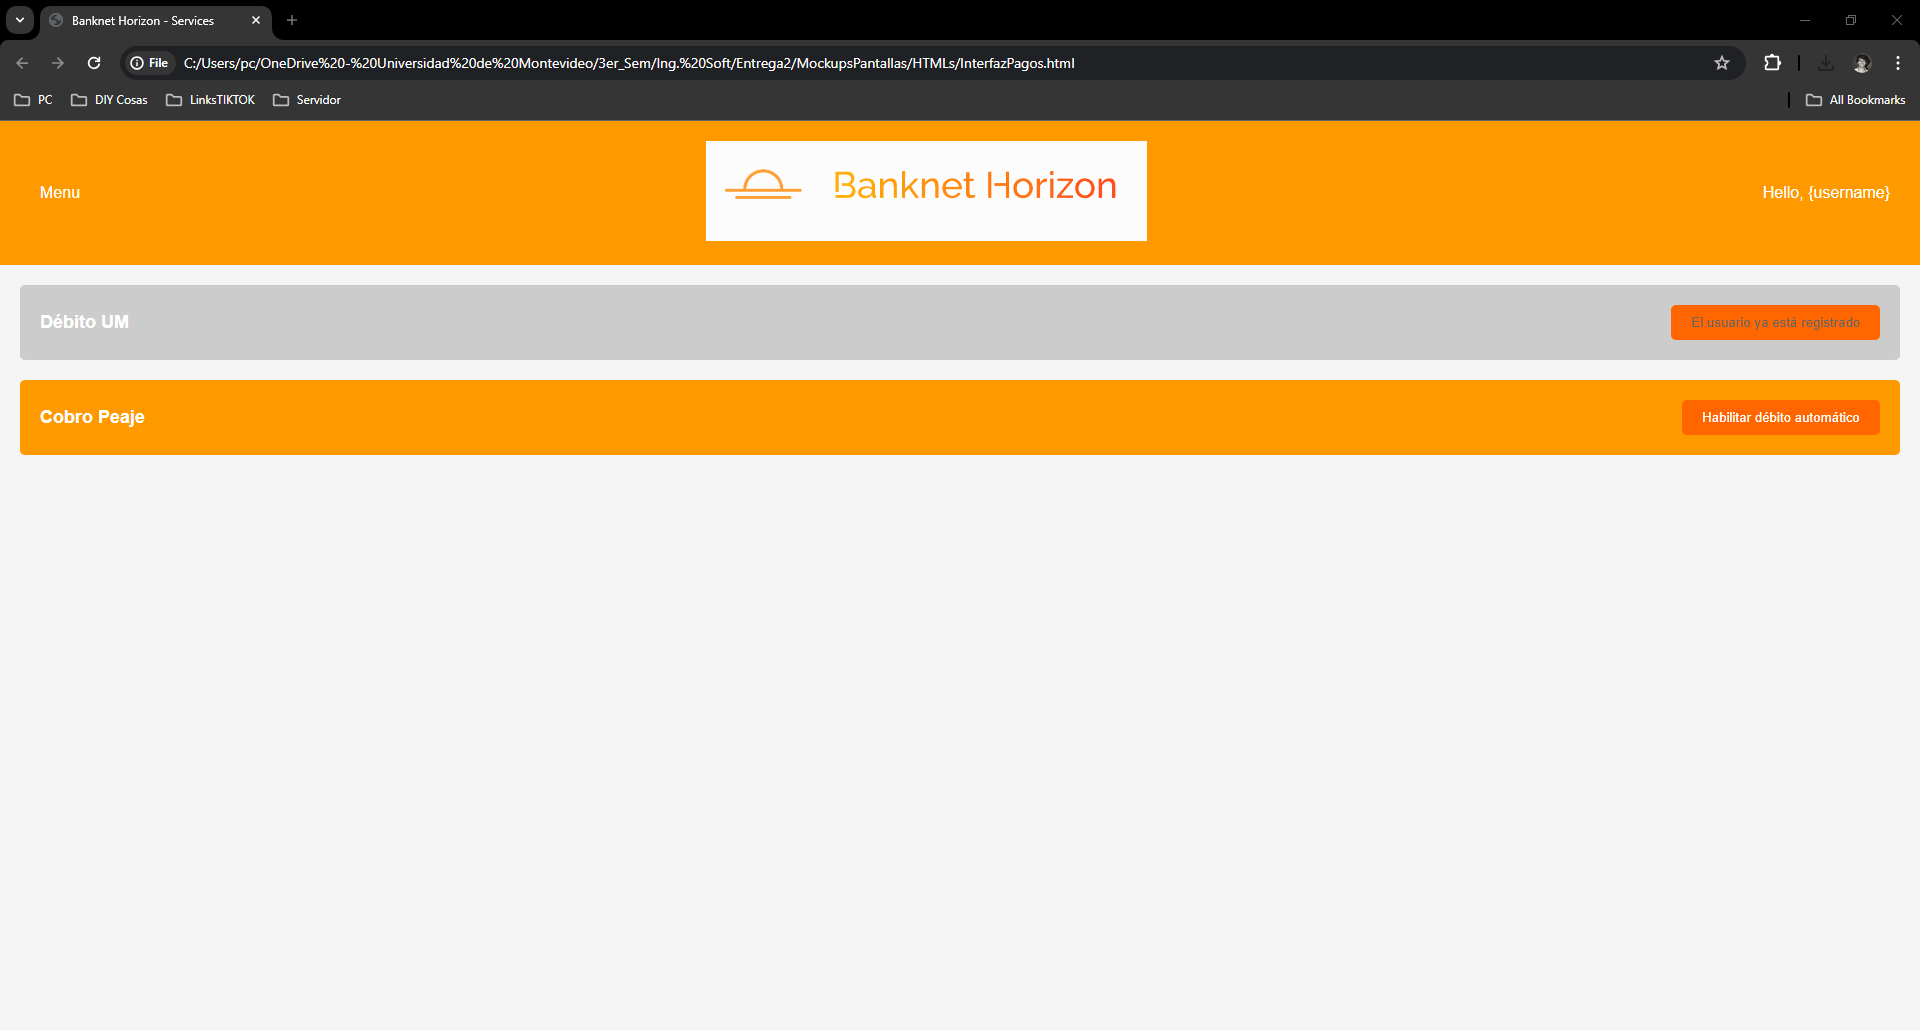 Banknet Horizon - Services
File C:/Users/pc/OneDrive%20-%20Universidad%20de%20Montevideo/3er_Sem/Ing.%20Soft/Entrega2/MockupsPantallas/HTMLs/InterfazPagos.html
PC DIY Cosas LinksTIKTOK Servidor All Bookmarks
Menu
Banknet Horizon
Hello, {username}
Débito UM
El usuario ya está registrado
Cobro Peaje
Habilitar débito automático